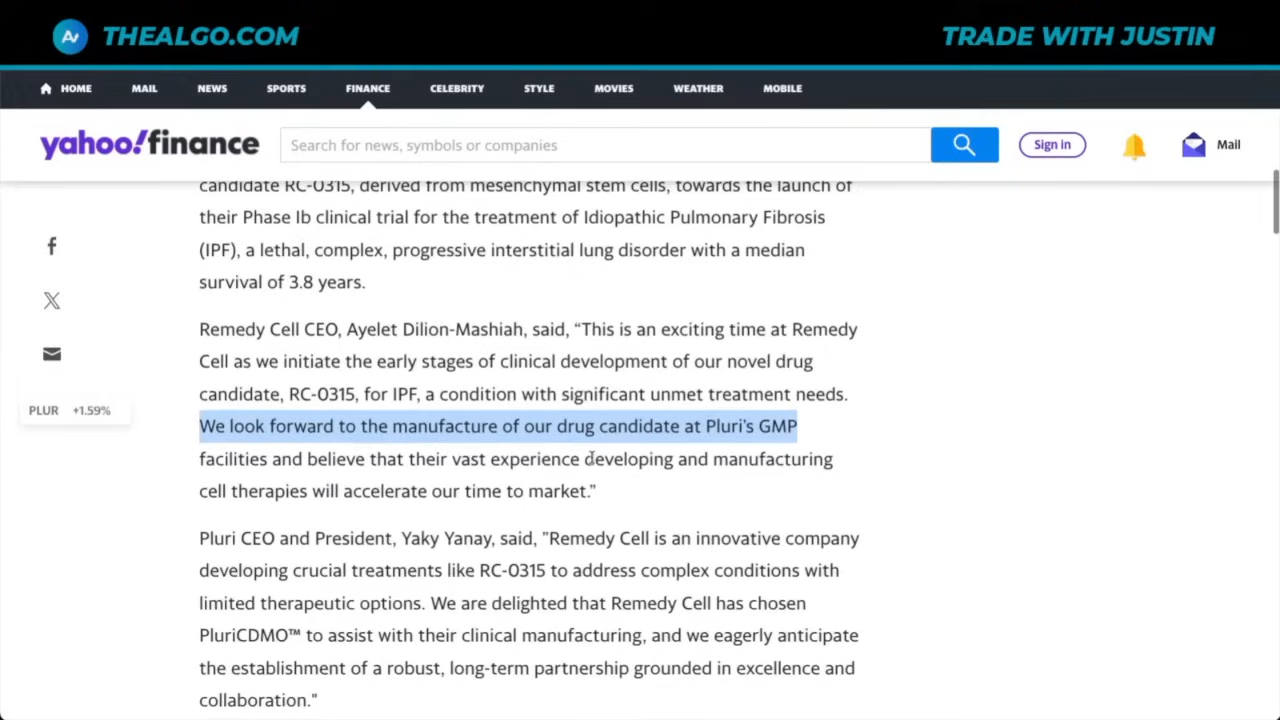 THEALGO.COM
TRADE WITH JUSTIN
HOME MAIL NEWS SPORTS FINANCE CELEBRITY STYLE MOVIES WEATHER MOBILE
yahoo!finance Search for news, symbols or companies Sign in Mail
candidate RC-0315, derived from mesenchymal stem cells, towards the launch of
their Phase Ib clinical trial for the treatment of Idiopathic Pulmonary Fibrosis
(IPF), a lethal, complex, progressive interstitial lung disorder with a median
survival of 3.8 years.
Remedy Cell CEO, Ayelet Dilion-Mashiah, said, “This is an exciting time at Remedy
Cell as we initiate the early stages of clinical development of our novel drug
candidate, RC-0315, for IPF, a condition with significant unmet treatment needs.
We look forward to the manufacture of our drug candidate at Pluri's GMP
facilities and believe that their vast experience developing and manufacturing
cell therapies will accelerate our time to market.”
PLUR +1.59%
Pluri CEO and President, Yaky Yanay, said, "Remedy Cell is an innovative company
developing crucial treatments like RC-0315 to address complex conditions with
limited therapeutic options. We are delighted that Remedy Cell has chosen
PluriCDMO™ to assist with their clinical manufacturing, and we eagerly anticipate
the establishment of a robust, long-term partnership grounded in excellence and
collaboration."